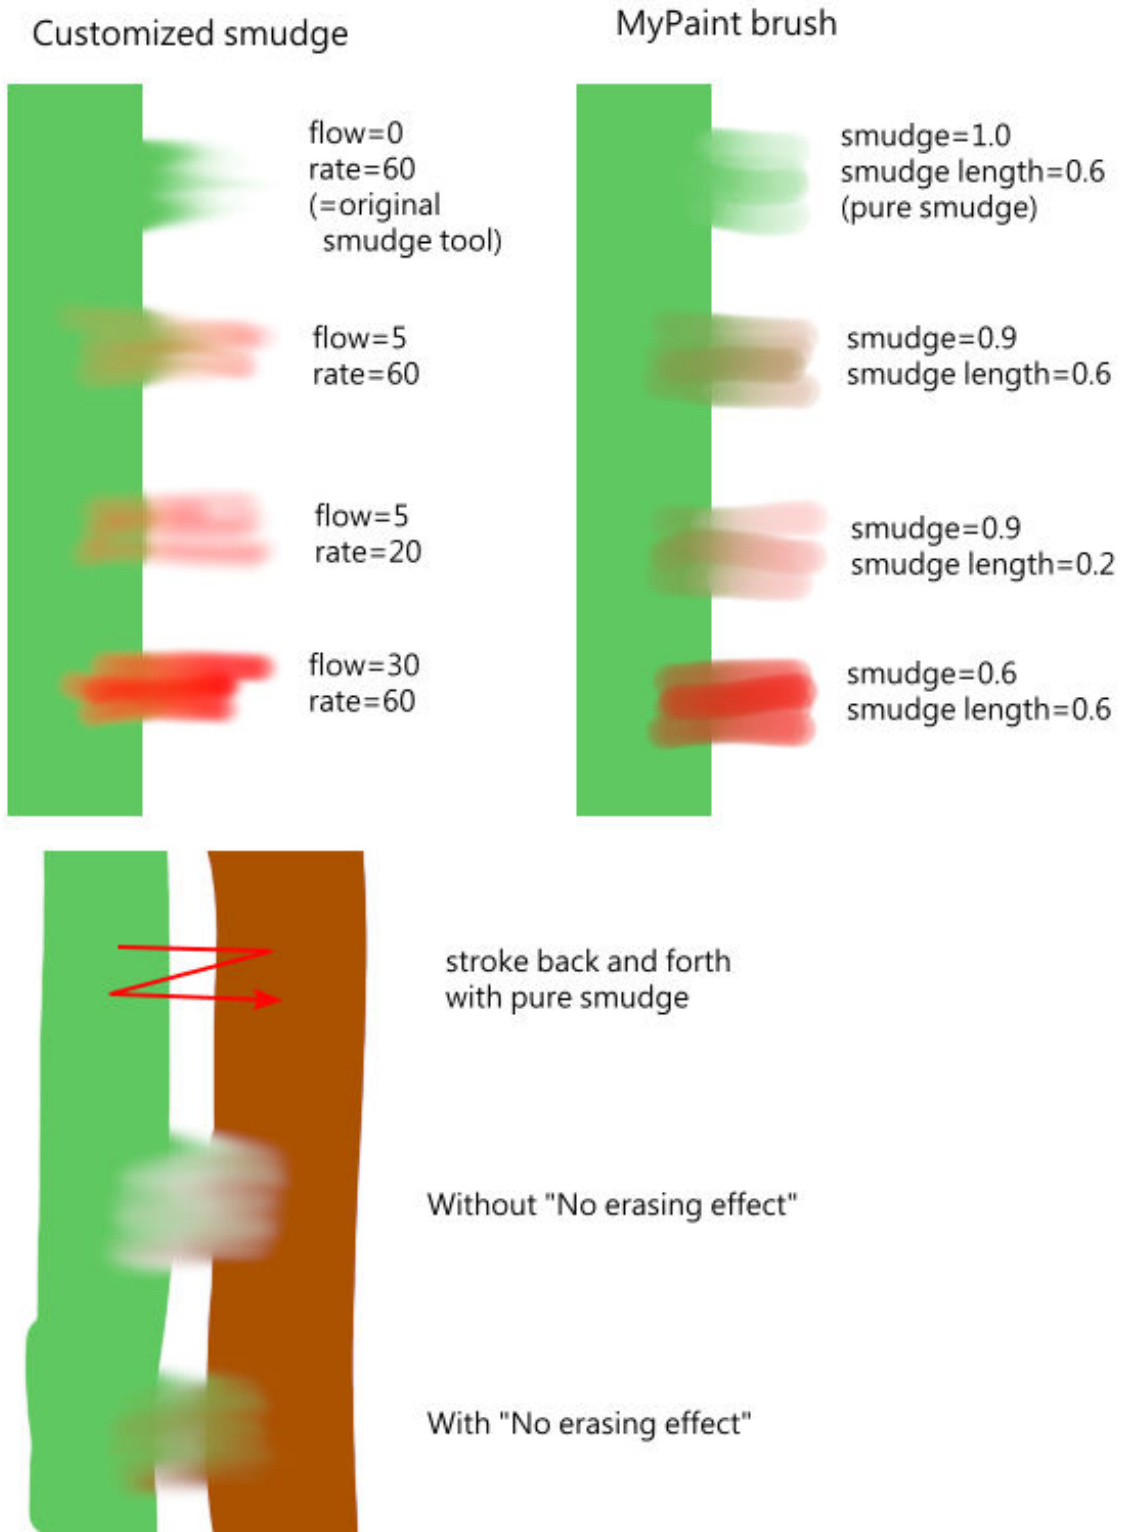 Customized smudge
flow=0
rate=60
(=original
smudge tool)
flow=5
rate=60
flow=5
rate=20
flow=30
rate=60
MyPaint brush
smudge=1.0
smudge length=0.6
(pure smudge)
smudge=0.9
smudge length=0.6
smudge=0.9
smudge length=0.2
smudge=0.6
smudge length=0.6
stroke back and forth
with pure smudge
Without "No erasing effect"
With "No erasing effect"